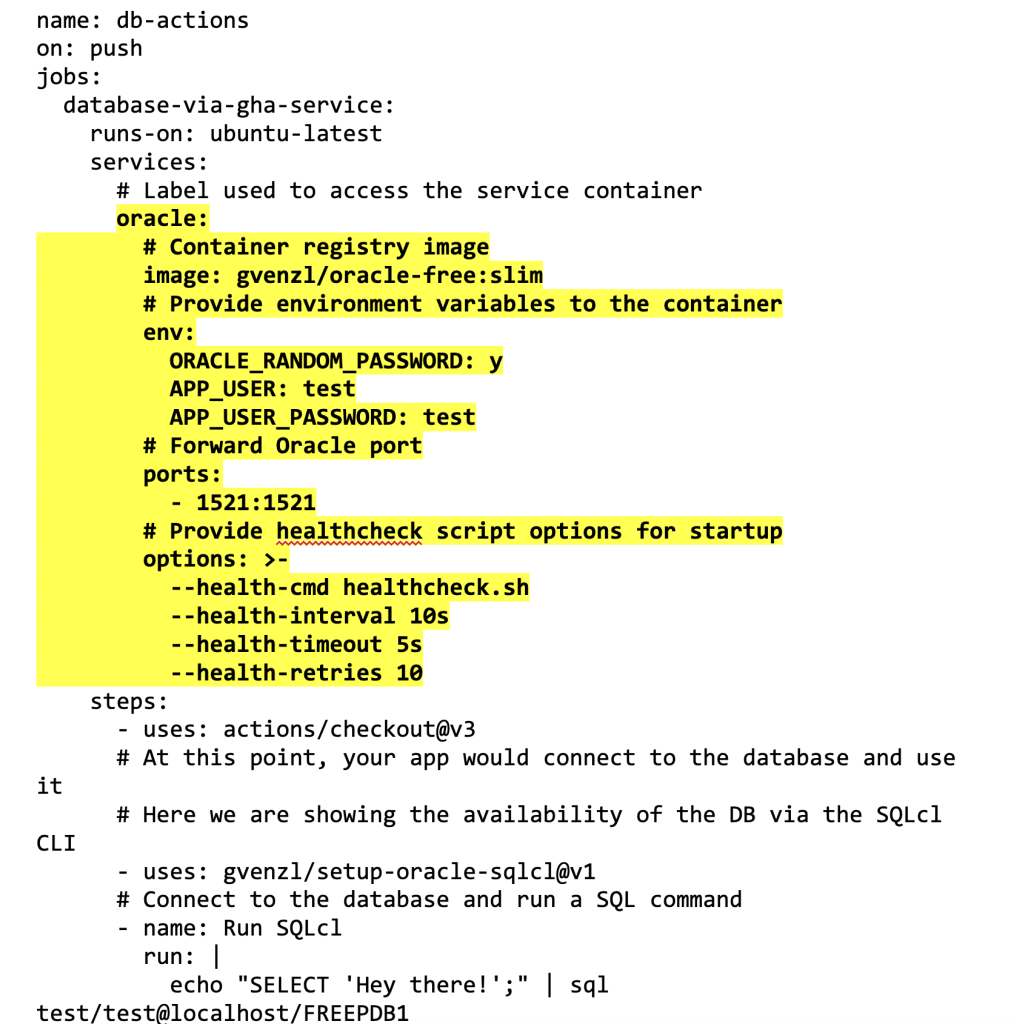 name: db-actions
on: push
jobs:
  database-via-gha-service:
    runs-on: ubuntu-latest
    services:
      # Label used to access the service container
      oracle:
        # Container registry image
        image: gvenzl/oracle-free:slim
        # Provide environment variables to the container
        env:
          ORACLE_RANDOM_PASSWORD: y
          APP_USER: test
          APP_USER_PASSWORD: test
        # Forward Oracle port
        ports:
          - 1521:1521
        # Provide healthcheck script options for startup
        options: >-
          --health-cmd healthcheck.sh
          --health-interval 10s
          --health-timeout 5s
          --health-retries 10
    steps:
      - uses: actions/checkout@v3
      # At this point, your app would connect to the database and use
it
      # Here we are showing the availability of the DB via the SQLcl
CLI
      - uses: gvenzl/setup-oracle-sqlcl@v1
      # Connect to the database and run a SQL command
      - name: Run SQLcl
        run: |
          echo "SELECT 'Hey there!';" | sql
test/test@localhost/FREEPDB1